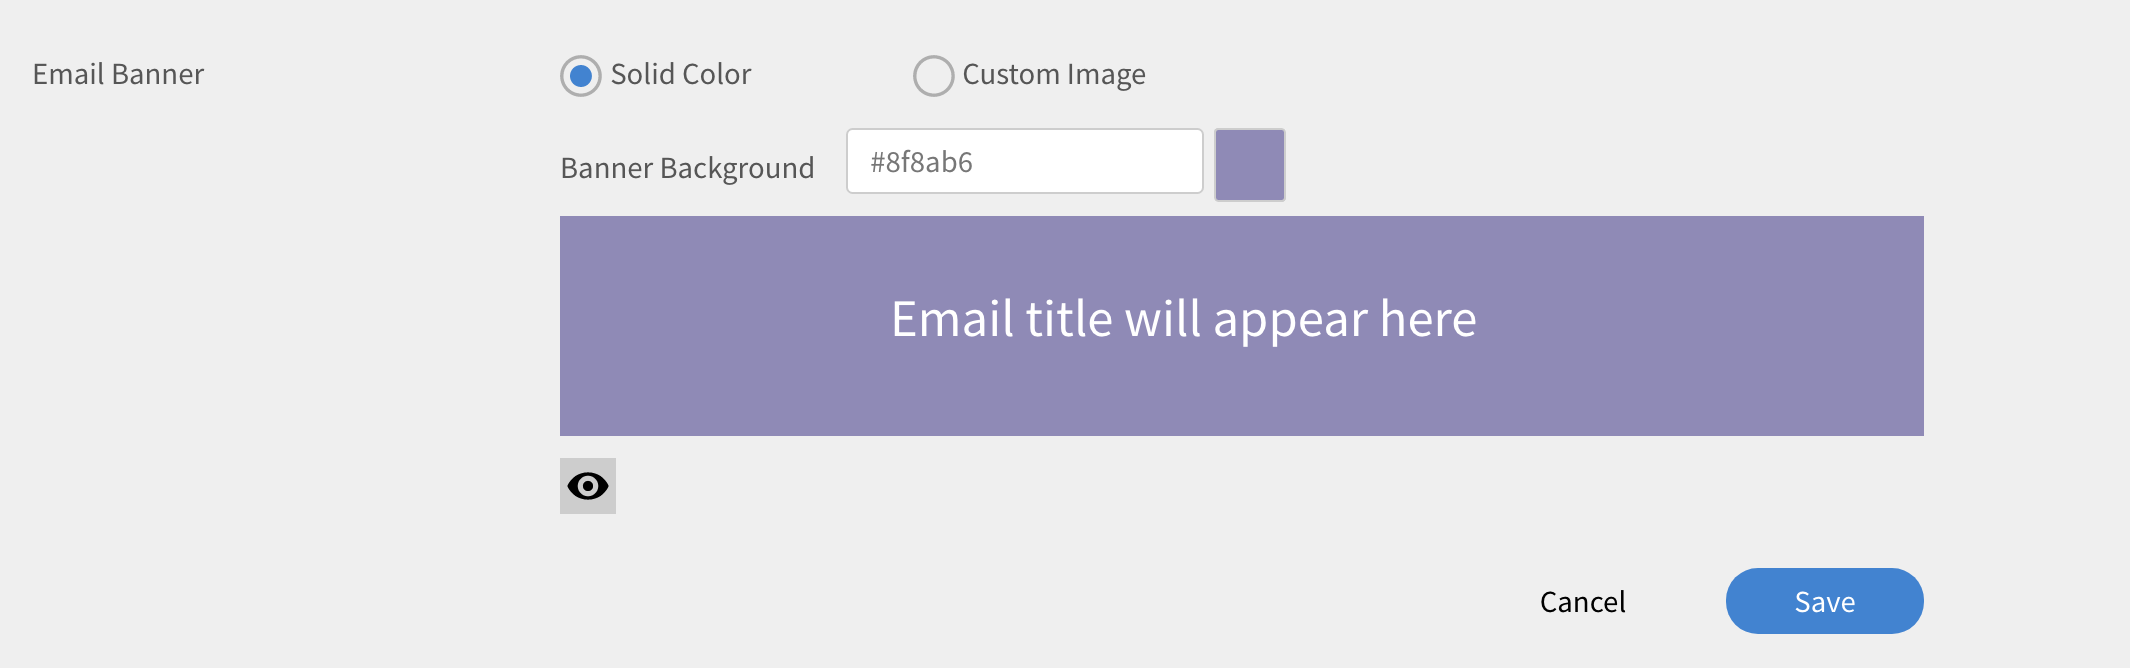 Email Banner
Solid Color
Custom Image
Banner Background
#8f8ab6
Email title will appear here
Cancel
Save